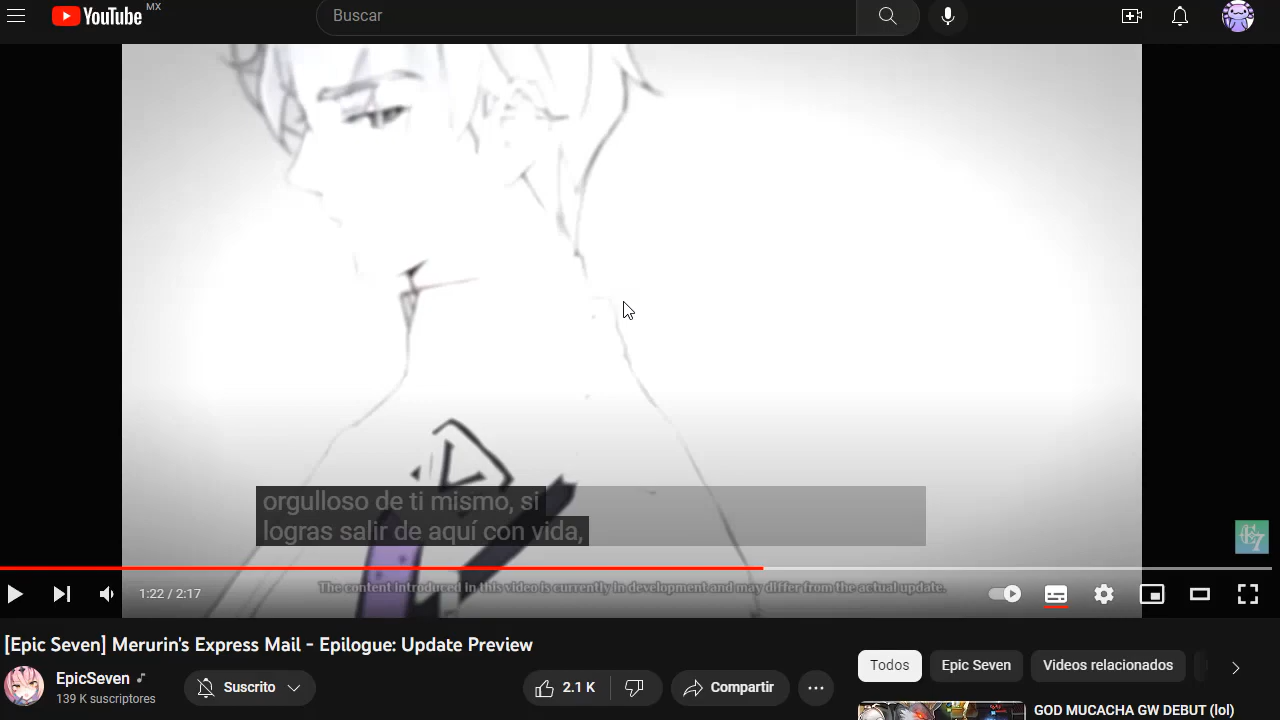 YouTube MX
Buscar
orgulloso de ti mismo, si
logras salir de aquí con vida,
The content introduced in this video is currently in development and may differ from the actual update.
1:22 / 2:17
[Epic Seven] Merurin's Express Mail - Epilogue: Update Preview
EpicSeven
139 K suscriptores
Suscrito
2.1 K
Compartir
Todos
Epic Seven
Videos relacionados
GOD MUCACHA GW DEBUT (lol)